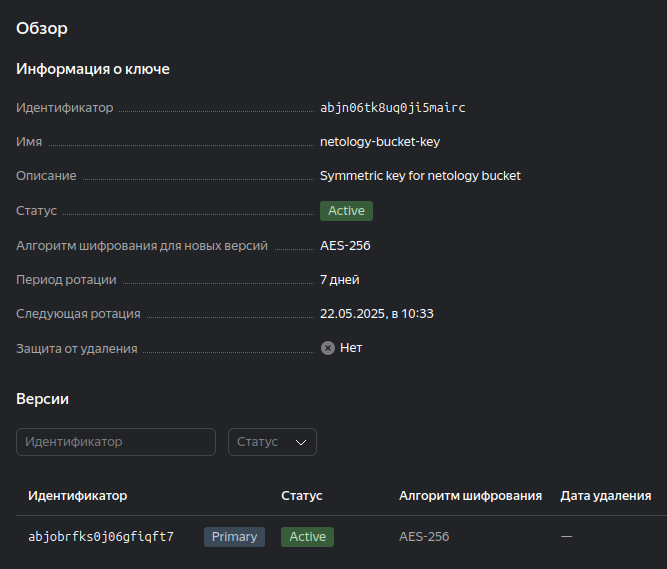 Обзор
Информация о ключе
Идентификатор abjn06tk8uq0ji5mairc
Имя netology-bucket-key
Описание Symmetric key for netology bucket
Статус Active
Алгоритм шифрования для новых версий AES-256
Период ротации 7 дней
Следующая ротация 22.05.2025, в 10:33
Защита от удаления Нет
Версии
Идентификатор Статус
Идентификатор Статус Алгоритм шифрования Дата удаления
abjobrfks0j06gfiqft7 Primary Active AES-256 —